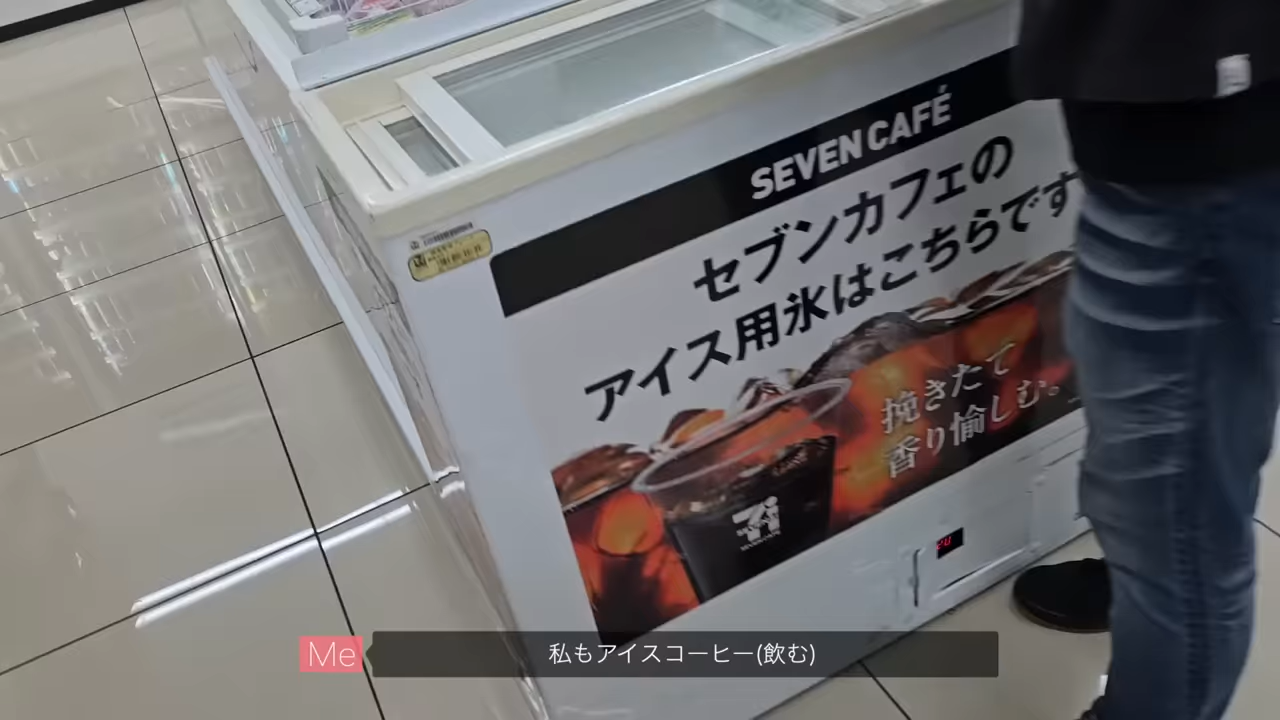 SEVEN CAFÉ
セブンカフェの
アイス用氷はこちらです
挽きたて
香り愉しむ。
Me 私もアイスコーヒー(飲む)